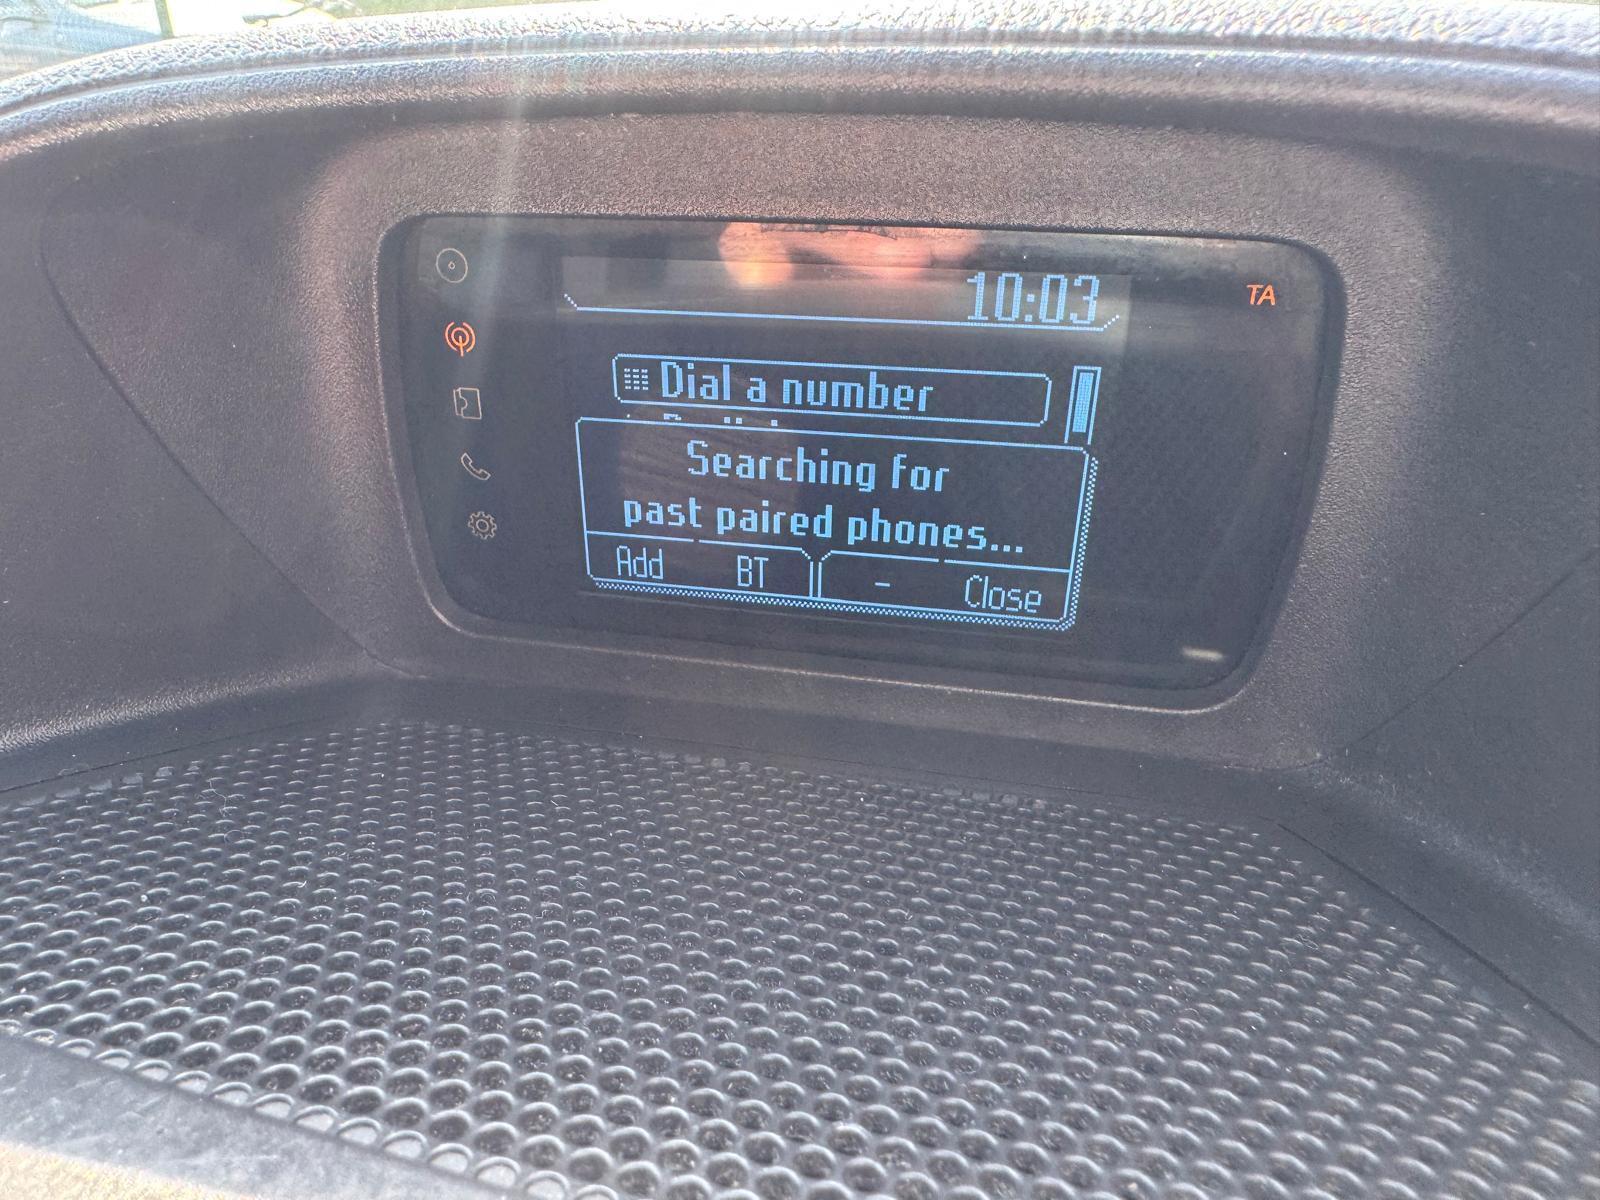 10:03
TA
Dial a number
Searching for
past paired phones...
Add BT - Close